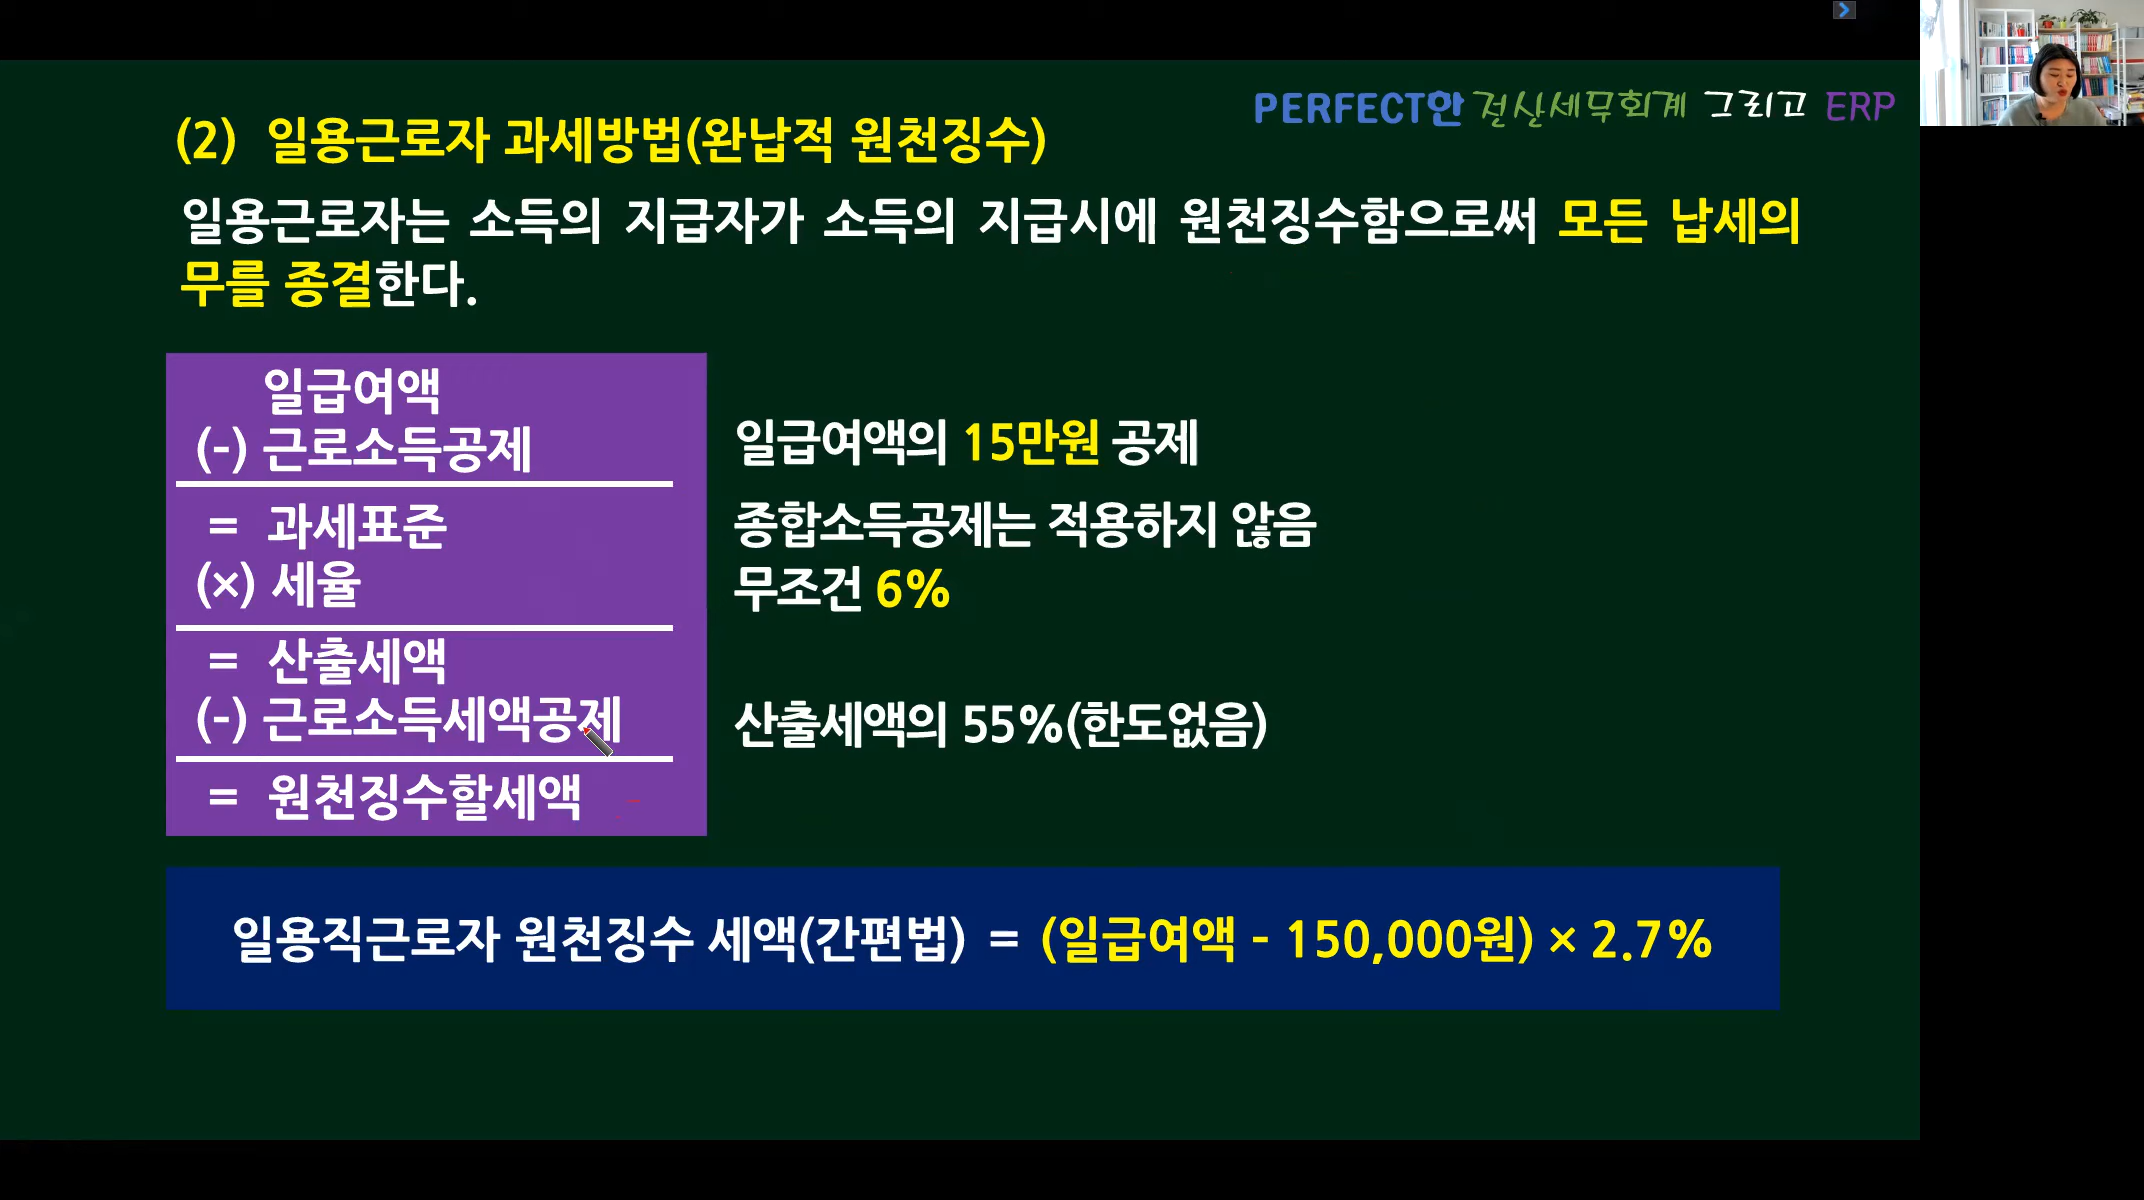 PERFECT한 전산세무회계 그리고 ERP
(2) 일용근로자 과세방법(완납적 원천징수)
일용근로자는 소득의 지급자가 소득의 지급시에 원천징수함으로써 모든 납세의
무를 종결한다.
일급여액
(-) 근로소득공제
일급여액의 15만원 공제
= 과세표준
종합소득공제는 적용하지 않음
(×) 세율
무조건 6%
= 산출세액
(-) 근로소득세액공제
산출세액의 55%(한도없음)
= 원천징수할세액
일용직근로자 원천징수 세액(간편법) = (일급여액 - 150,000원) × 2.7%